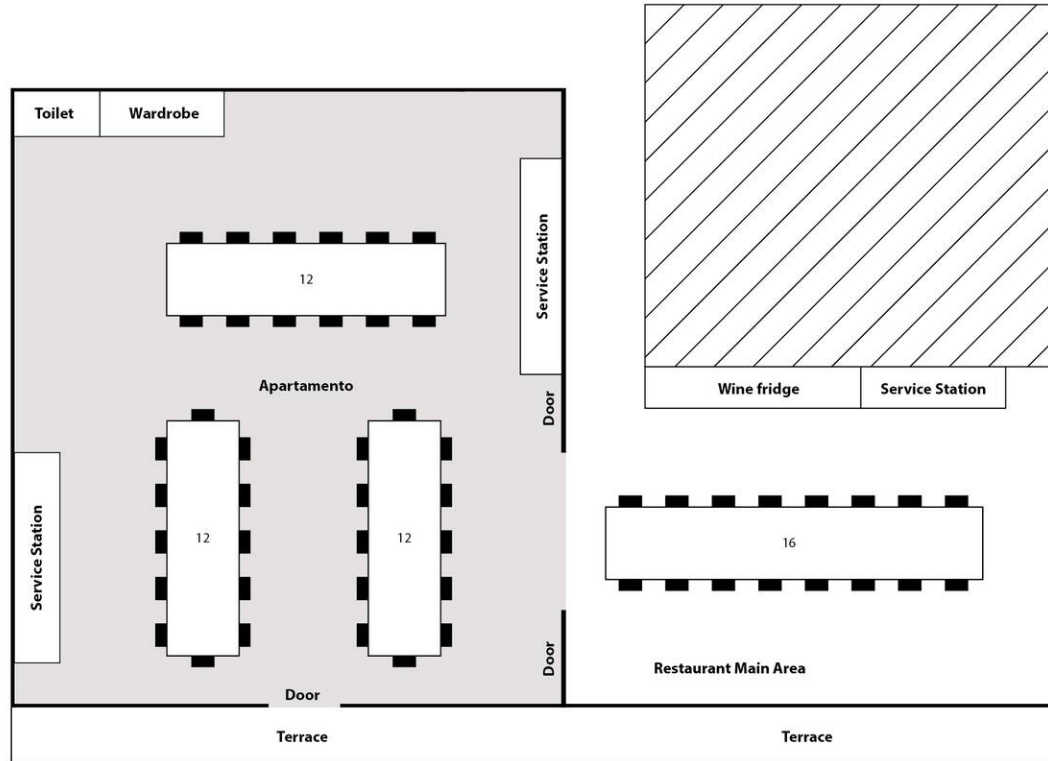 Toilet
Wardrobe
Service Station
12
Apartamento
Door
Wine fridge
Service Station
Service Station
12
12
16
Door
Restaurant Main Area
Door
Terrace
Terrace